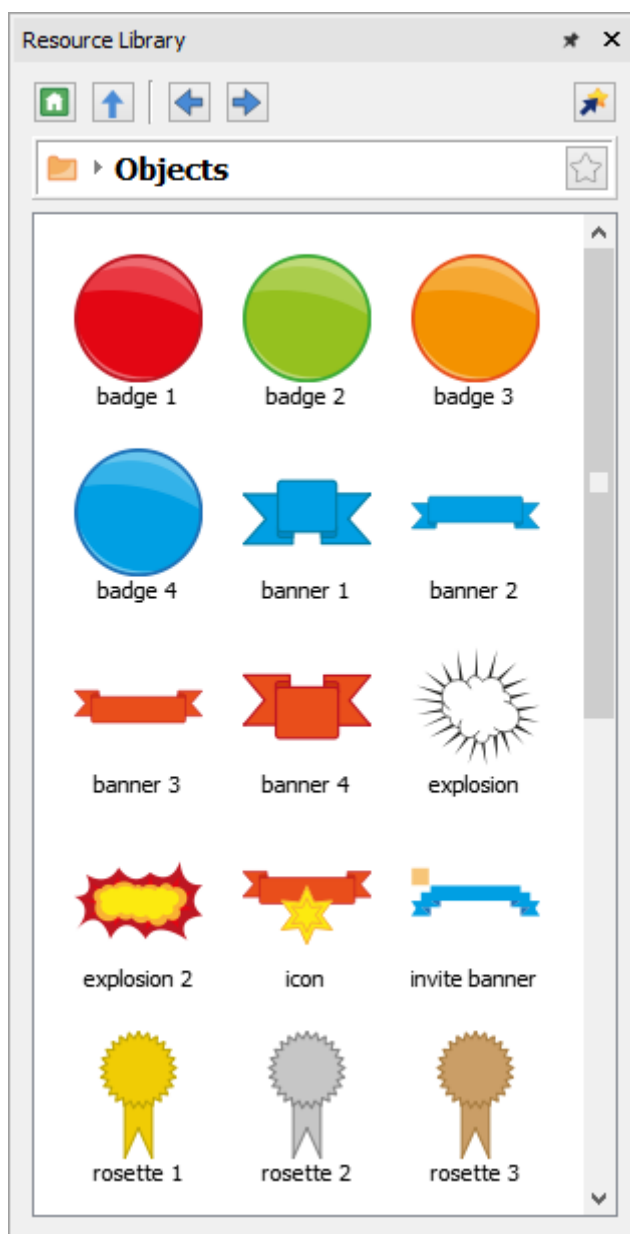 Resource Library
Objects
badge 1 badge 2 badge 3
badge 4 banner 1 banner 2
banner 3 banner 4 explosion
explosion 2 icon invite banner
rosette 1 rosette 2 rosette 3